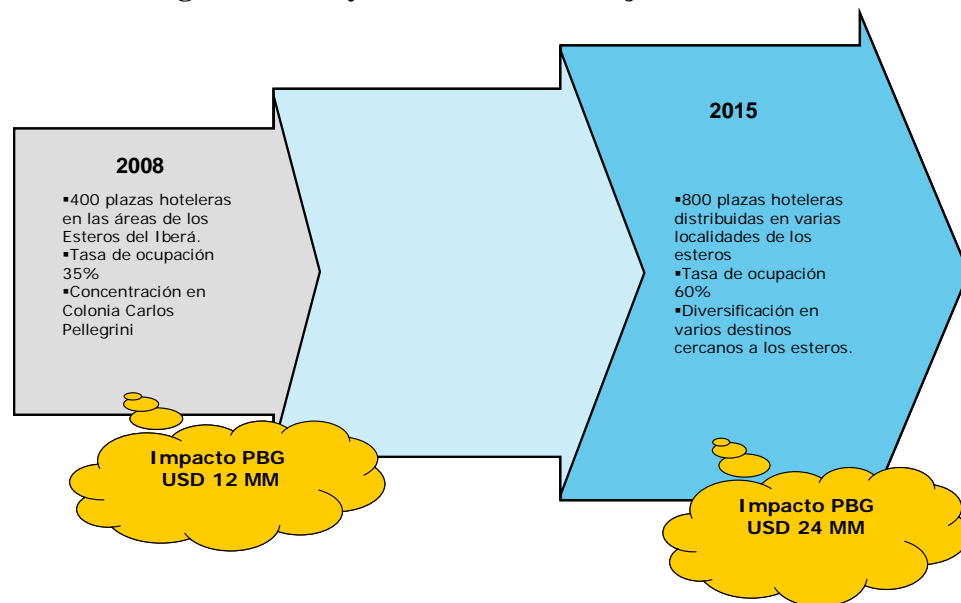 2008
▪400 plazas hoteleras
en las áreas de los
Esteros del Iberá.
▪Tasa de ocupación
35%
▪Concentración en
Colonia Carlos
Pellegrini
Impacto PBG
USD 12 MM
2015
▪800 plazas hoteleras
distribuidas en varias
localidades de los
esteros
▪Tasa de ocupación
60%
▪Diversificación en
varios destinos
cercanos a los esteros.
Impacto PBG
USD 24 MM